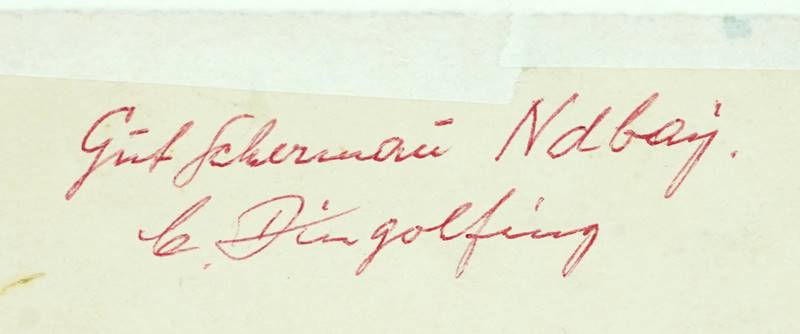 Gut Schermau Ndbay.
b. Dingolfing